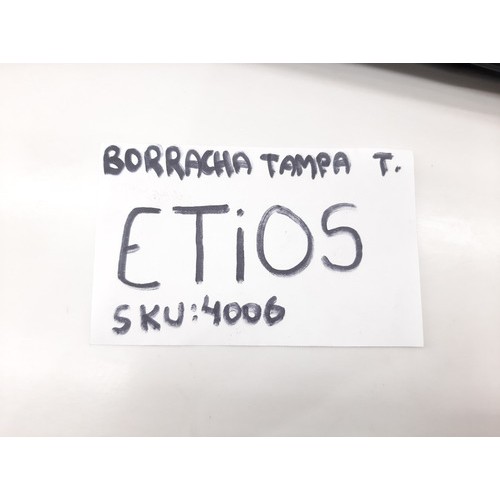 BORRACHA TAMPA T.
ETiOS
SKU:4006